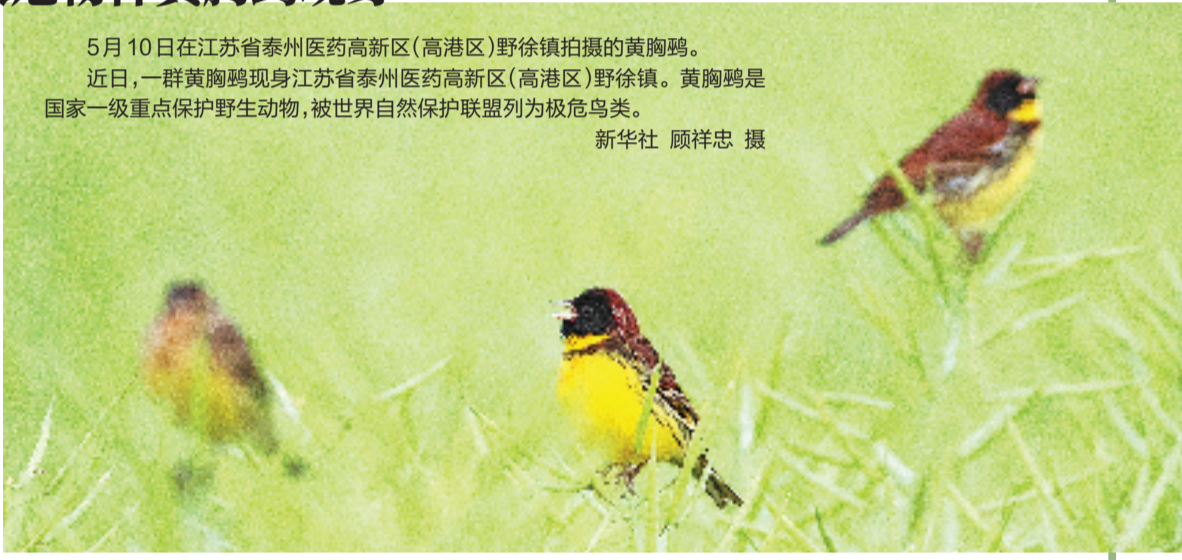 5月10日在江苏省泰州医药高新区(高港区)野徐镇拍摄的黄胸鹀。
近日,一群黄胸鹀现身江苏省泰州医药高新区(高港区)野徐镇。黄胸鹀是
国家一级重点保护野生动物,被世界自然保护联盟列为极危鸟类。
新华社 顾祥忠 摄